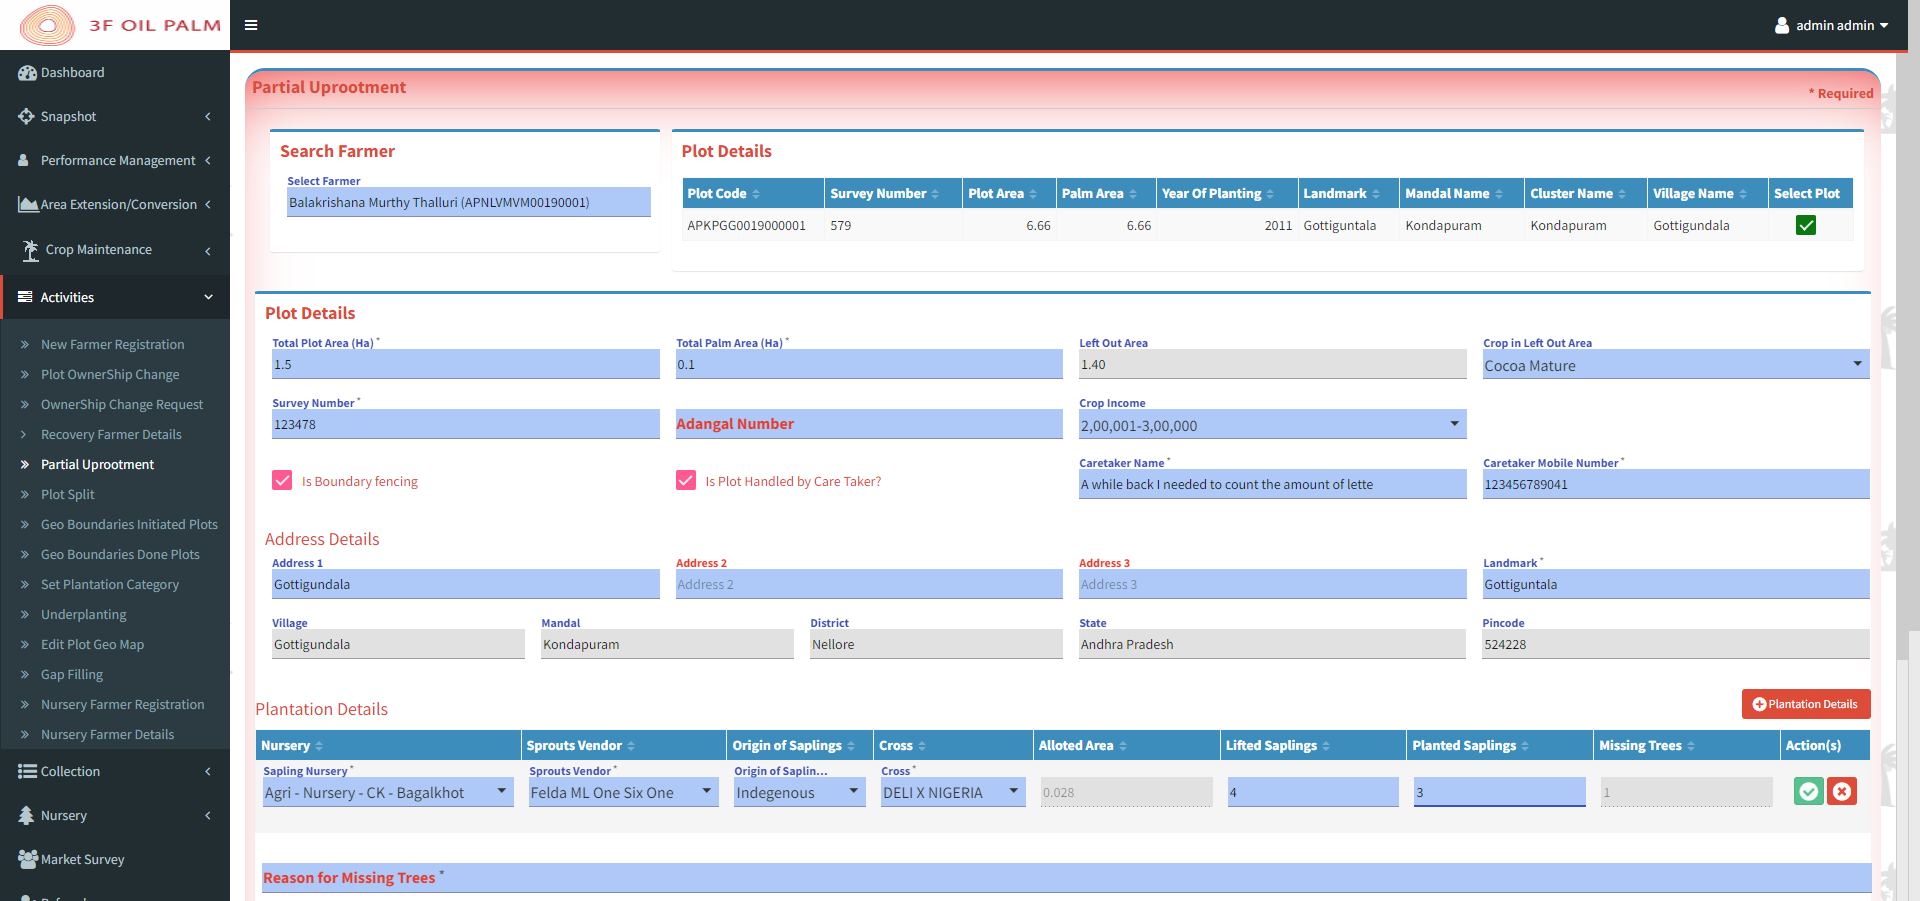 3F OIL PALM
admin admin
Dashboard
Snapshot
Performance Management
Area Extension/Conversion
Crop Maintenance
Activities
New Farmer Registration
Plot OwnerShip Change
OwnerShip Change Request
Recovery Farmer Details
Partial Uprootment
Plot Split
Geo Boundaries Initiated Plots
Geo Boundaries Done Plots
Set Plantation Category
Underplanting
Edit Plot Geo Map
Gap Filling
Nursery Farmer Registration
Nursery Farmer Details
Collection
Nursery
Market Survey
Partial Uprootment
* Required
Search Farmer
Select Farmer
Balakrishana Murthy Thalluri (APNLVMVM00190001)
Plot Details
Plot Code Survey Number Plot Area Palm Area Year Of Planting Landmark Mandal Name Cluster Name Village Name Select Plot
APKPGG0019000001 579 6.66 6.66 2011 Gottiguntala Kondapuram Kondapuram Gottigundala
Plot Details
Total Plot Area (Ha) * Total Palm Area (Ha) * Left Out Area Crop in Left Out Area
1.5 0.1 1.40 Cocoa Mature
Survey Number * Crop Income
123478 Adangal Number 2,00,001-3,00,000
Caretaker Name * Caretaker Mobile Number *
Is Boundary fencing Is Plot Handled by Care Taker? A while back I needed to count the amount of lette 123456789041
Address Details
Address 1 Address 2 Address 3 Landmark *
Gottigundala Address 2 Address 3 Gottiguntala
Village Mandal District State Pincode
Gottigundala Kondapuram Nellore Andhra Pradesh 524228
Plantation Details Plantation Details
Nursery Sprouts Vendor Origin of Saplings Cross Alloted Area Lifted Saplings Planted Saplings Missing Trees Action(s)
Sapling Nursery * Sprouts Vendor * Origin of Saplin... Cross *
Agri - Nursery - CK - Bagalkhot Felda ML One Six One Indegenous DELI X NIGERIA 0.028 4 3 1
Reason for Missing Trees *